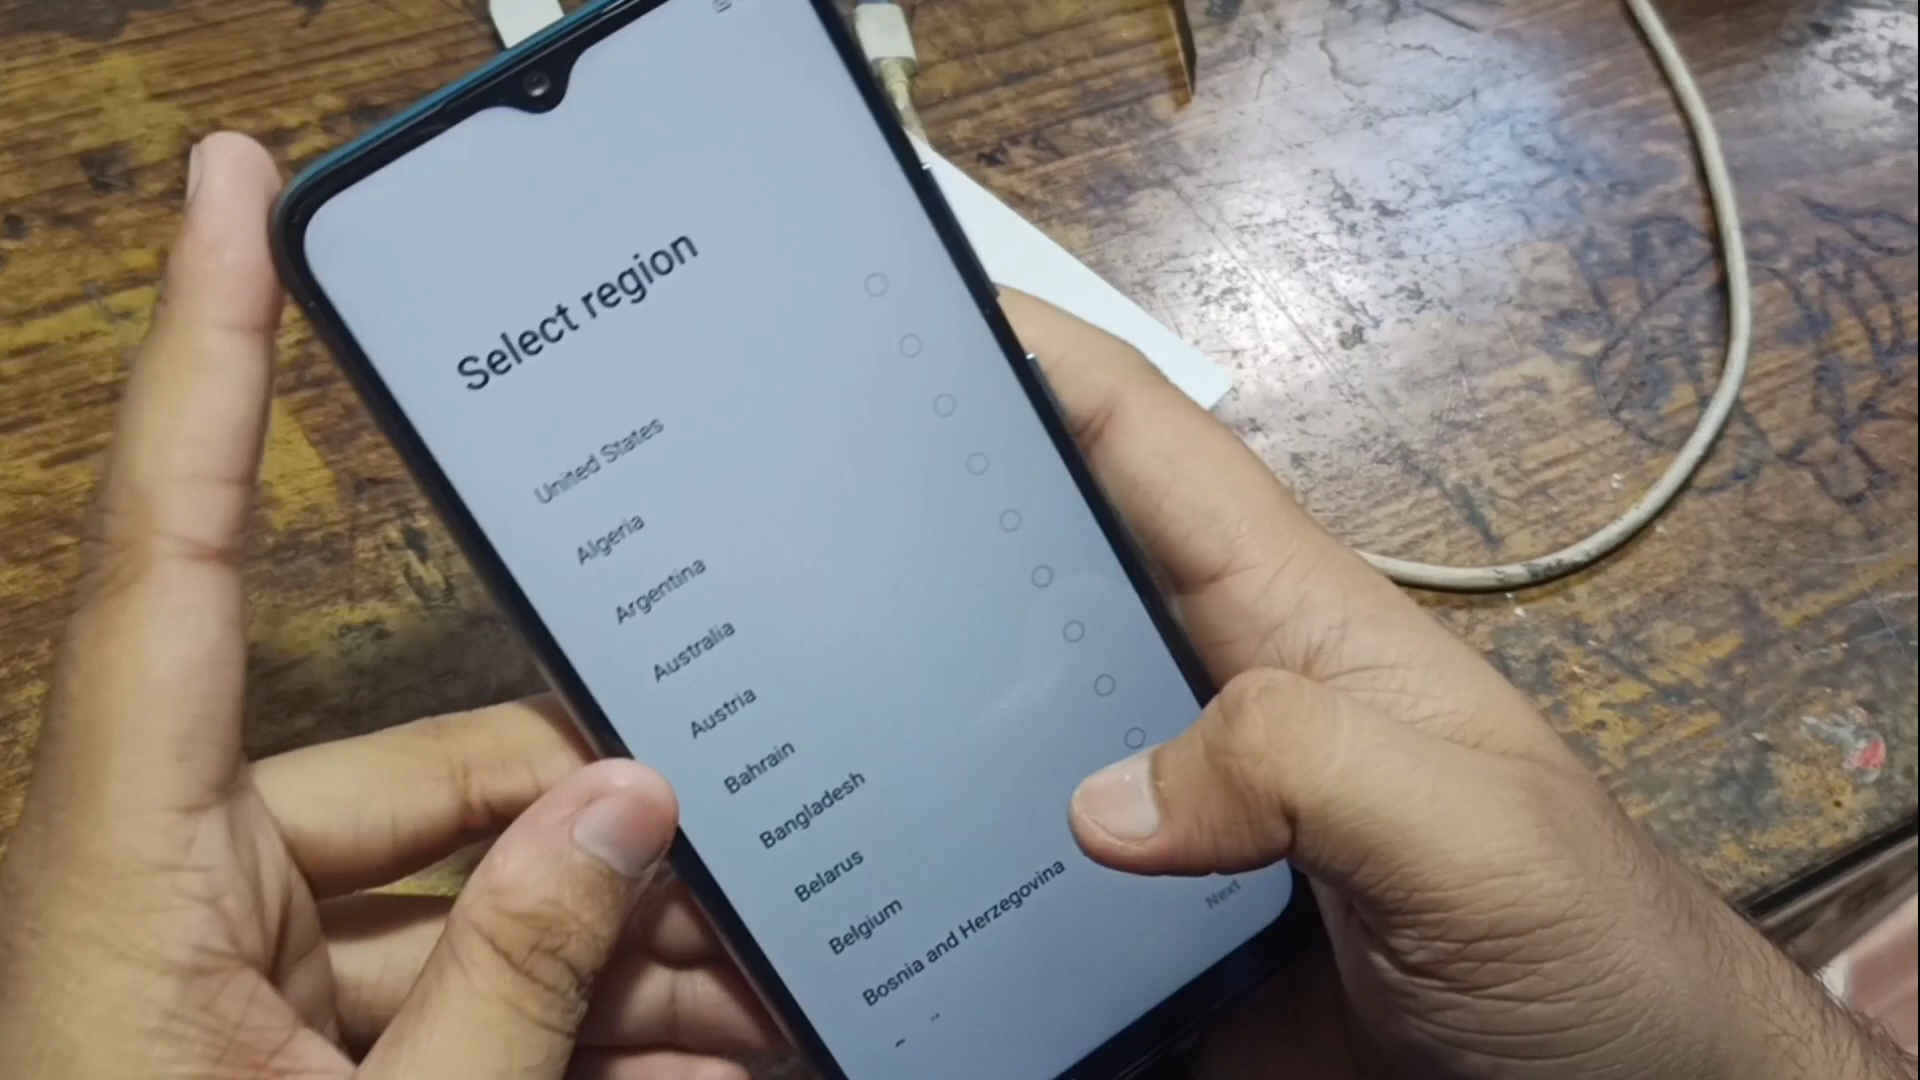 Select region
United States
Algeria
Argentina
Australia
Austria
Bahrain
Bangladesh
Belarus
Belgium
Bosnia and Herzegovina
Next